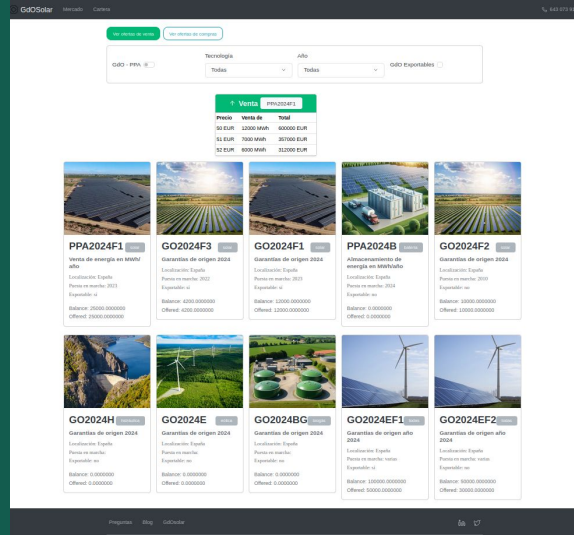 GdOSolar Mercado Cartera
Ver ofertas de venta Ver ofertas de compra
GdO - PPA Tecnología Todas Año Todas GdO Exportables
↑ Venta PPA2024F1
Precio Venta de Total
50 EUR 12000 MWh 600000 EUR
51 EUR 7000 MWh 357000 EUR
52 EUR 6000 MWh 312000 EUR
PPA2024F1
Venta de energía en MWh/
año
Localización: España
Puesta en marcha: 2023
Exportable: si
Balance: 25000.0000000
Offered: 25000.0000000
GO2024F3
Garantías de origen 2024
Localización: España
Puesta en marcha: 2022
Exportable: si
Balance: 4200.0000000
Offered: 4200.0000000
GO2024F1
Garantías de origen 2024
Localización: España
Puesta en marcha: 2023
Exportable: si
Balance: 12000.0000000
Offered: 12000.0000000
PPA2024B
Almacenamiento de
energía en MWh/año
Localización: España
Puesta en marcha: 2024
Exportable: no
Balance: 0.0000000
Offered: 0.0000000
GO2024F2
Garantías de origen 2024
Localización: España
Puesta en marcha: 2010
Exportable: no
Balance: 10000.0000000
Offered: 10000.0000000
GO2024H
Garantías de origen 2024
Localización: España
Puesta en marcha:
Exportable: no
Balance: 0.0000000
Offered: 0.0000000
GO2024E
Garantías de origen 2024
Localización: España
Puesta en marcha:
Exportable: no
Balance: 0.0000000
Offered: 0.0000000
GO2024BG
Garantías de origen 2024
Localización: España
Puesta en marcha:
Exportable: no
Balance: 0.0000000
Offered: 0.0000000
GO2024EF1
Garantías de origen año
2024
Localización: España
Puesta en marcha: varias
Exportable: si
Balance: 100000.0000000
Offered: 50000.0000000
GO2024EF2
Garantías de origen año
2024
Localización: España
Puesta en marcha: varias
Exportable: no
Balance: 50000.0000000
Offered: 30000.0000000
Preguntas Blog GdOsolar